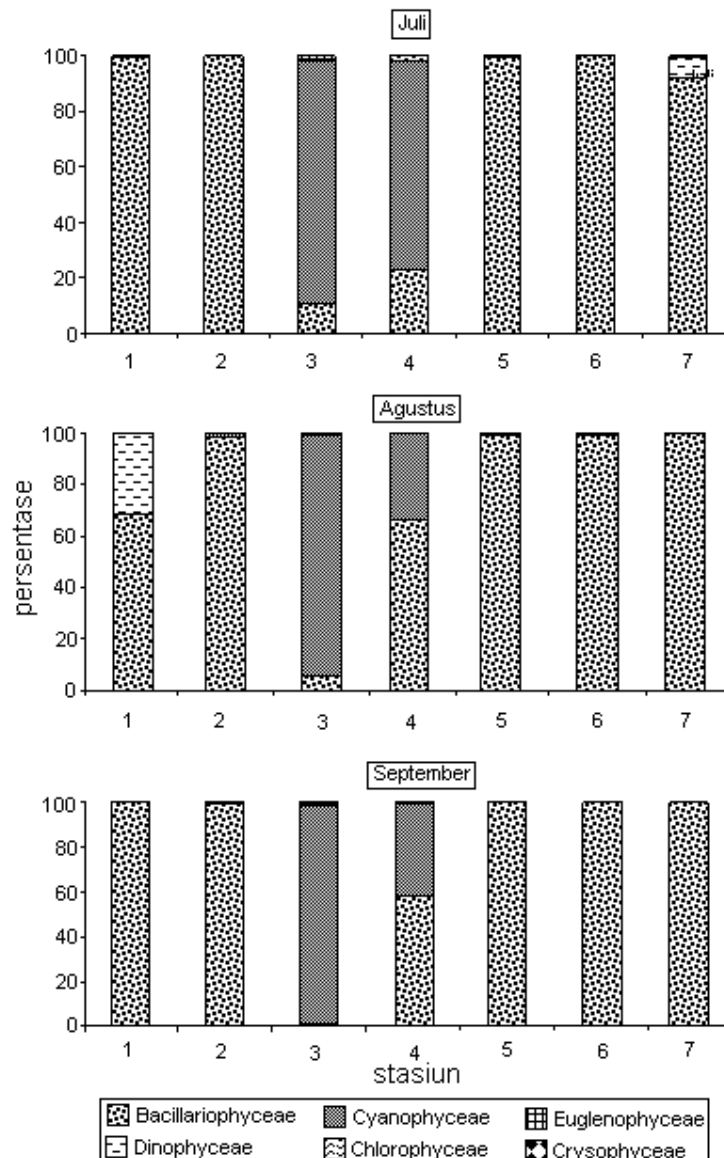 Juli
100
80
60
40
20
0
1 2 3 4 5 6 7
Agustus
100
80
60
40
20
0
1 2 3 4 5 6 7
persentase
September
100
80
60
40
20
0
1 2 3 4 5 6 7
stasiun
Bacillariophyceae Cyanophyceae Euglenophyceae
Dinophyceae Chlorophyceae Crysophyceae